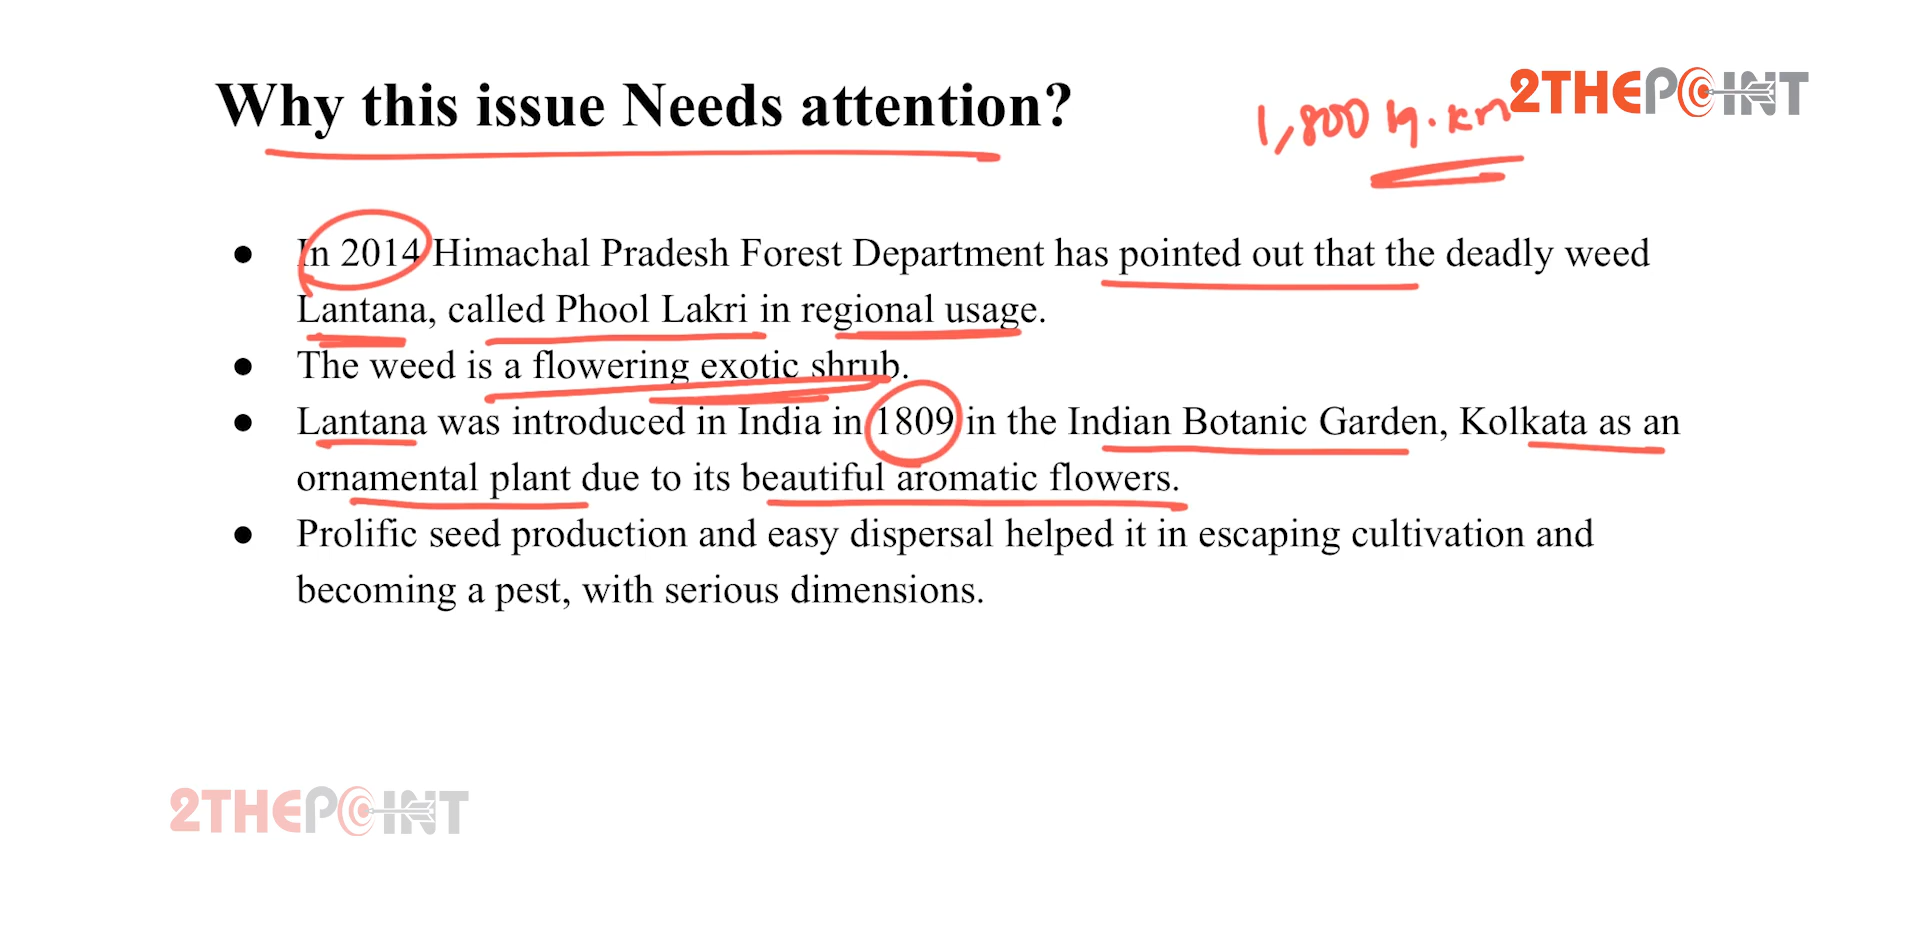 2THEPOINT
Why this issue Needs attention?
1,800 sq.km
● In 2014 Himachal Pradesh Forest Department has pointed out that the deadly weed
Lantana, called Phool Lakri in regional usage.
● The weed is a flowering exotic shrub.
● Lantana was introduced in India in 1809 in the Indian Botanic Garden, Kolkata as an
ornamental plant due to its beautiful aromatic flowers.
● Prolific seed production and easy dispersal helped it in escaping cultivation and
becoming a pest, with serious dimensions.
2THEPOINT